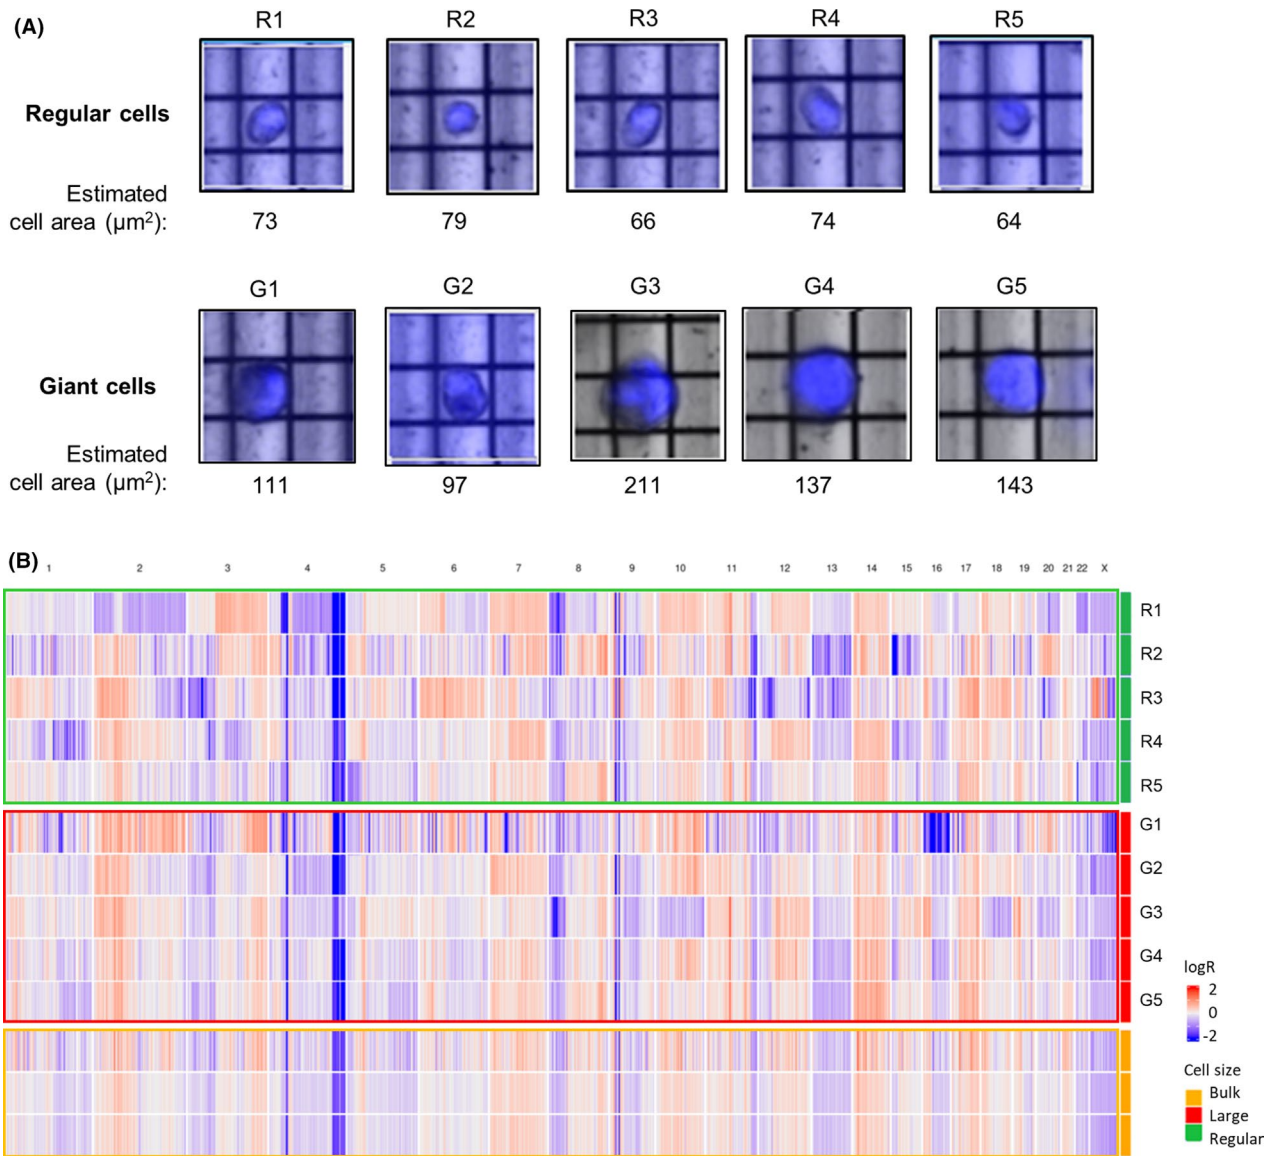 (A)
R1 R2 R3 R4 R5
Regular cells
Estimated
cell area (µm²):
73 79 66 74 64
G1 G2 G3 G4 G5
Giant cells
Estimated
cell area (µm²):
111 97 211 137 143
(B)
1 2 3 4 5 6 7 8 9 10 11 12 13 14 15 16 17 18 19 20 21 22 X
R1
R2
R3
R4
R5
G1
G2
G3
G4
G5
logR
2
0
-2
Cell size
Bulk
Large
Regular